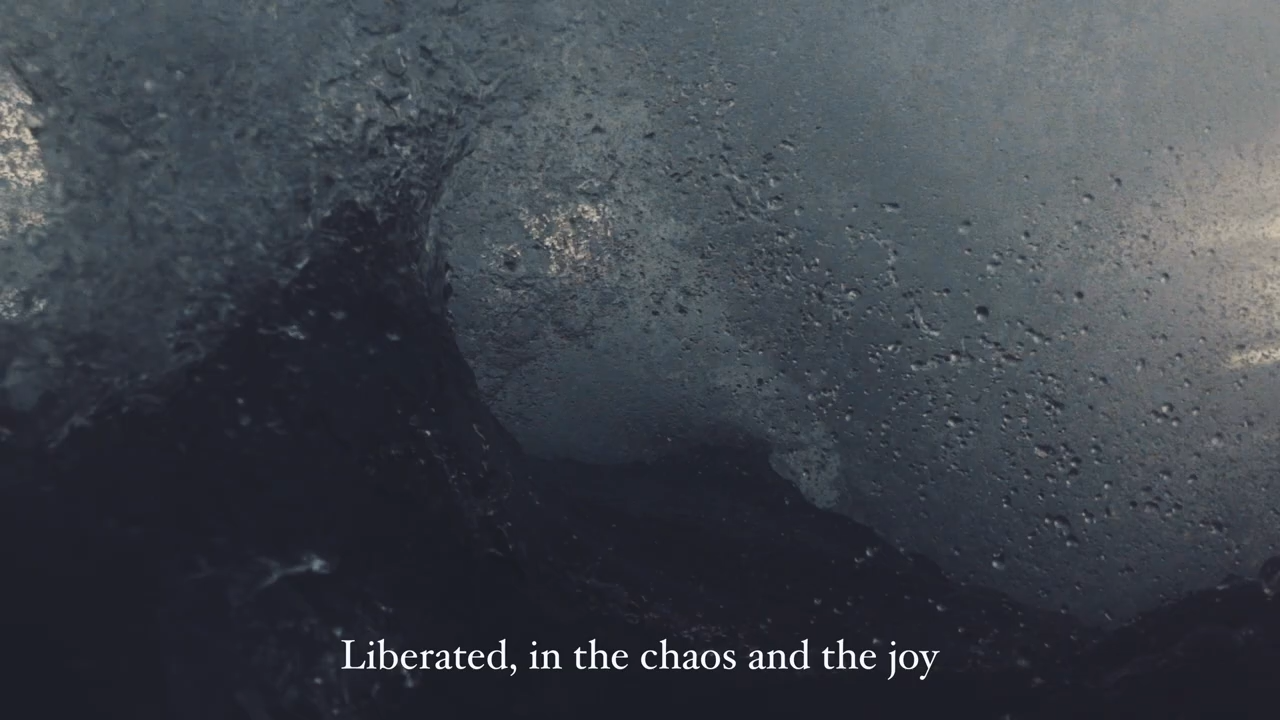 Liberated, in the chaos and the joy